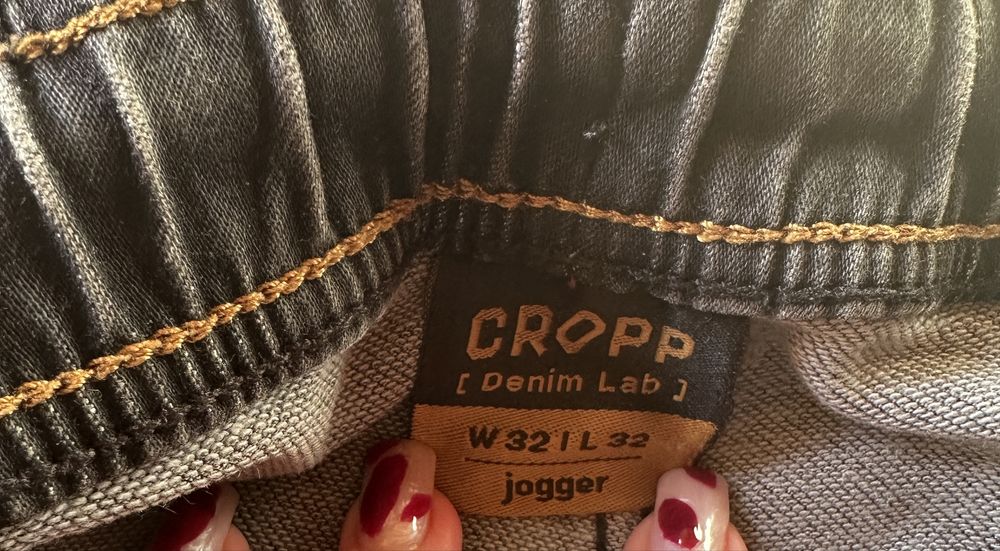 CROPP
[ Denim Lab ]
W 32 | L 32
jogger